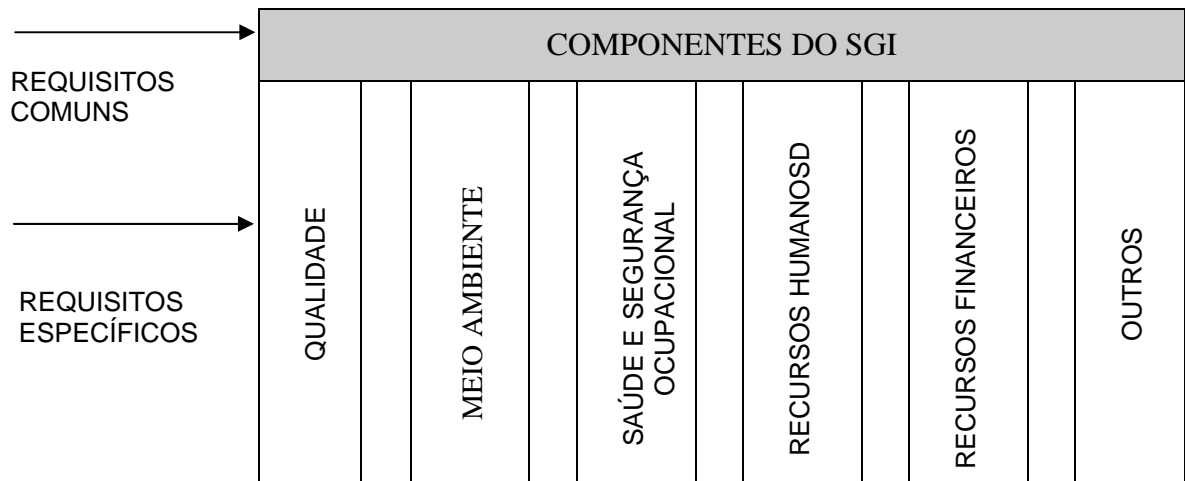 COMPONENTES DO SGI
REQUISITOS
COMUNS
REQUISITOS
ESPECÍFICOS
QUALIDADE
MEIO AMBIENTE
SAÚDE E SEGURANÇA
OCUPACIONAL
RECURSOS HUMANOSD
RECURSOS FINANCEIROS
OUTROS